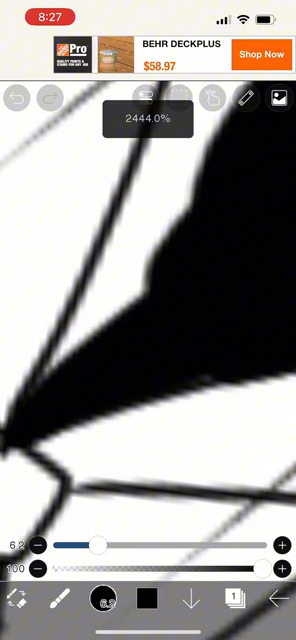 8:27
Pro
BEHR DECKPLUS
$58.97
Shop Now
2444.0%
6.2
100
6.2
1